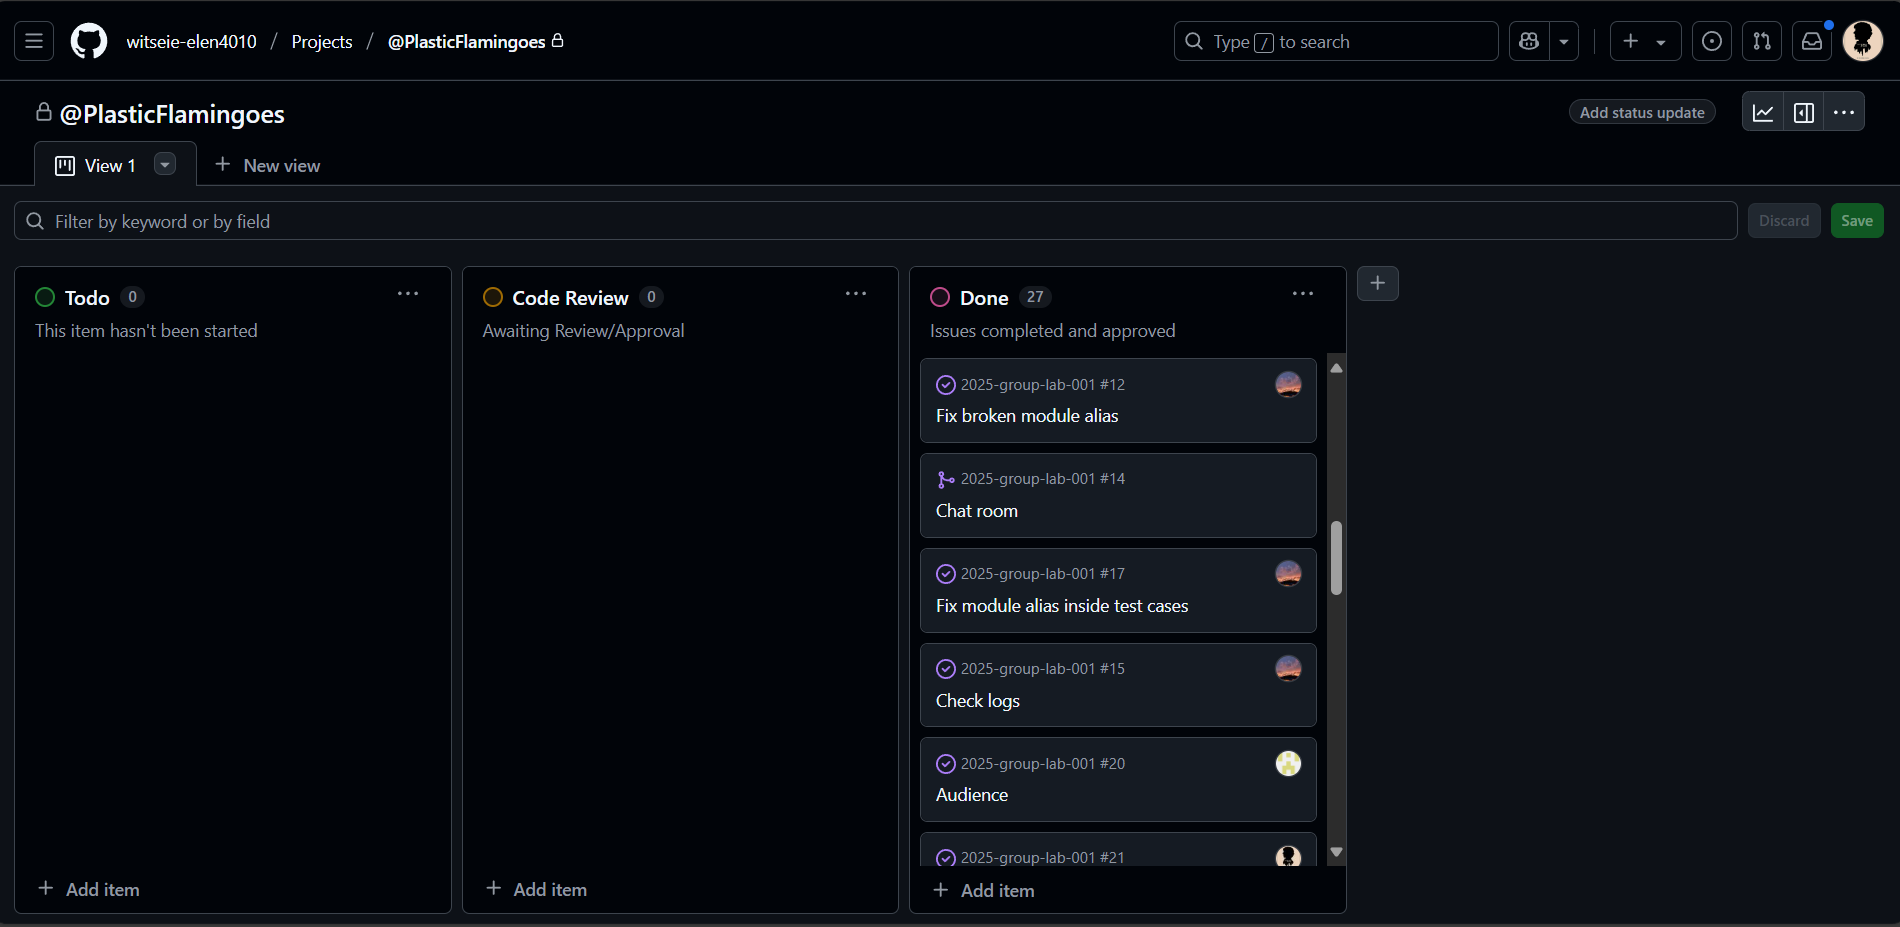 witseie-elen4010 / Projects / @PlasticFlamingoes
Type / to search
@PlasticFlamingoes
Add status update
View 1
New view
Filter by keyword or by field
Discard
Save
Todo 0
This item hasn't been started
Add item
Code Review 0
Awaiting Review/Approval
Add item
Done 27
Issues completed and approved
2025-group-lab-001 #12
Fix broken module alias
2025-group-lab-001 #14
Chat room
2025-group-lab-001 #17
Fix module alias inside test cases
2025-group-lab-001 #15
Check logs
2025-group-lab-001 #20
Audience
2025-group-lab-001 #21
Add item